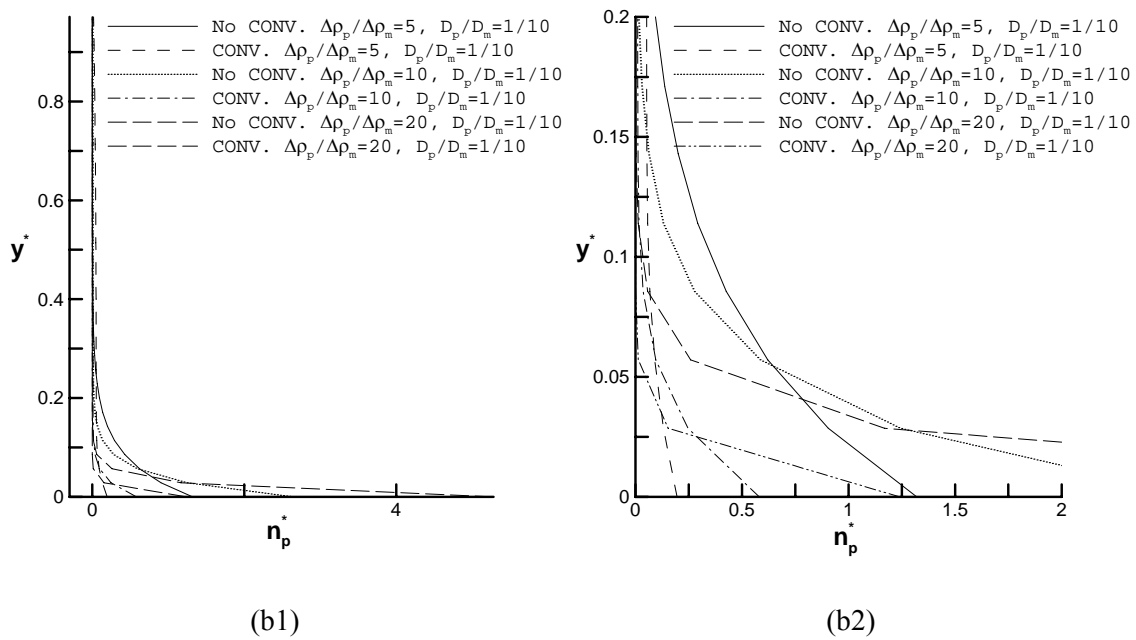 No CONV. Δρp/Δρm=5, Dp/Dm=1/10
CONV. Δρp/Δρm=5, Dp/Dm=1/10
No CONV. Δρp/Δρm=10, Dp/Dm=1/10
CONV. Δρp/Δρm=10, Dp/Dm=1/10
No CONV. Δρp/Δρm=20, Dp/Dm=1/10
CONV. Δρp/Δρm=20, Dp/Dm=1/10
0.8
0.6
y*
0.4
0.2
0
0
4
np*
(b1)
No CONV. Δρp/Δρm=5, Dp/Dm=1/10
CONV. Δρp/Δρm=5, Dp/Dm=1/10
No CONV. Δρp/Δρm=10, Dp/Dm=1/10
CONV. Δρp/Δρm=10, Dp/Dm=1/10
No CONV. Δρp/Δρm=20, Dp/Dm=1/10
CONV. Δρp/Δρm=20, Dp/Dm=1/10
0.2
0.15
0.1
y*
0.05
0
0
0.5
1
1.5
2
np*
(b2)